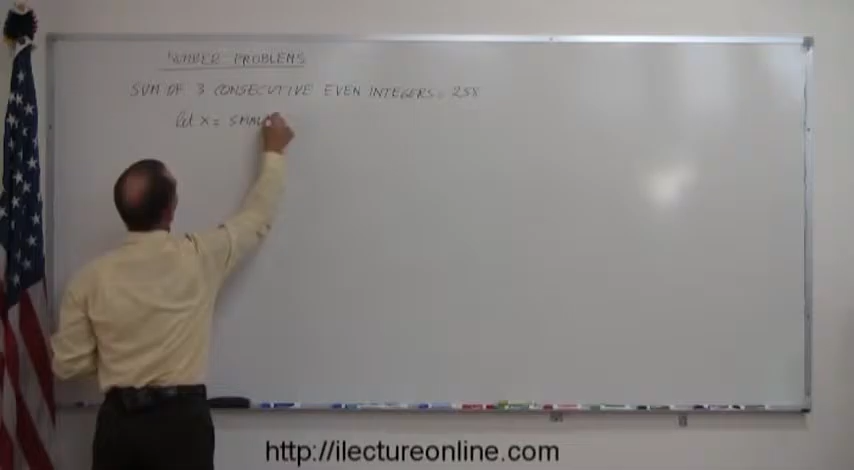 NUMBER PROBLEMS
SUM OF 3 CONSECUTIVE EVEN INTEGERS = 258
let x = SMAL
http://ilectureonline.com